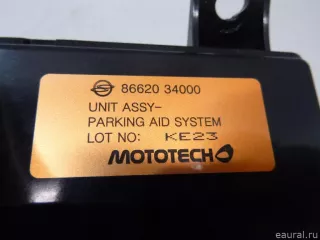 86620 34000
UNIT ASSY-
PARKING AID SYSTEM
LOT NO: KE23
MOTOTECH
eaural.ru